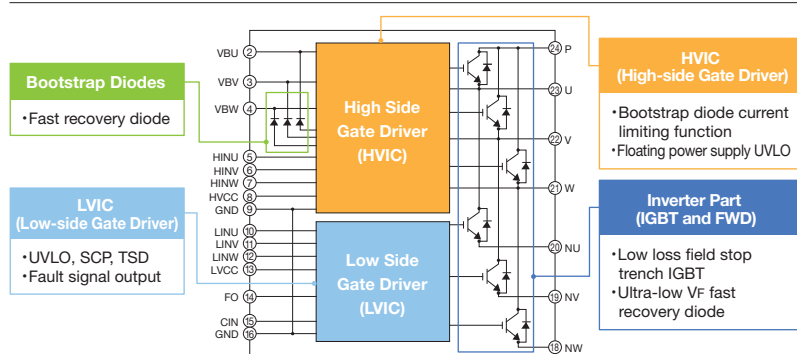 Bootstrap Diodes
•Fast recovery diode
LVIC
(Low-side Gate Driver)
•UVLO, SCP, TSD
•Fault signal output
VBU 2
VBV 3
VBW 4
HINU 5
HINV 6
HINW 7
HVCC 8
GND 9
LINU 10
LINV 11
LINW 12
LVCC 13
FO 14
CIN 15
GND 16
High Side
Gate Driver
(HVIC)
Low Side
Gate Driver
(LVIC)
24 P
23 U
22 V
21 W
20 NU
19 NV
18 NW
HVIC
(High-side Gate Driver)
•Bootstrap diode current
limiting function
•Floating power supply UVLO
Inverter Part
(IGBT and FWD)
•Low loss field stop
trench IGBT
•Ultra-low VF fast
recovery diode